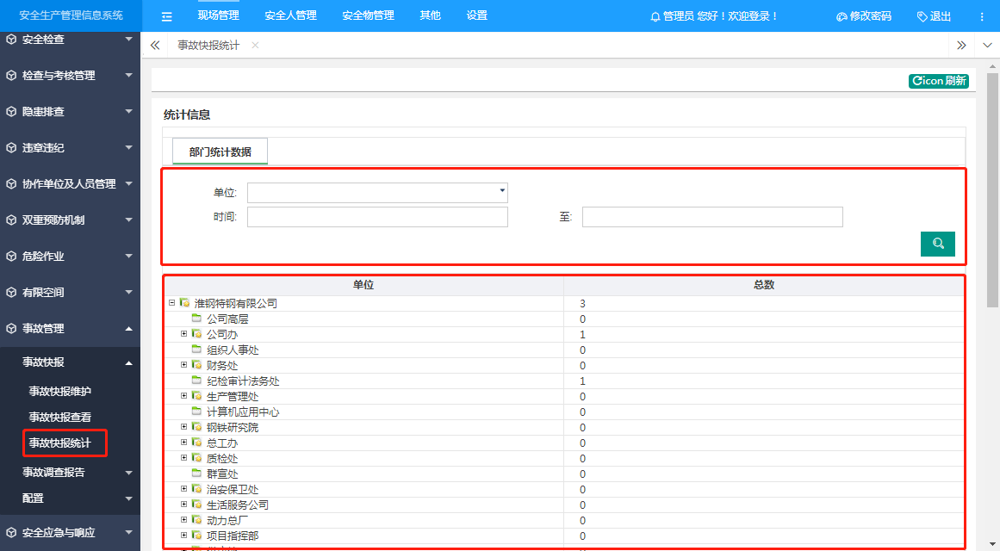 安全生产管理信息系统
现场管理 安全人管理 安全物管理 其他 设置
管理员 您好！欢迎登录！ 修改密码 退出
安全检查
检查与考核管理
隐患排查
违章违纪
协作单位及人员管理
双重预防机制
危险作业
有限空间
事故管理
事故快报
事故快报维护
事故快报查看
事故快报统计
事故调查报告
配置
安全应急与响应
事故快报统计
icon 刷新
统计信息
部门统计数据
单位:
时间: 至:
单位 总数
淮钢特钢有限公司 3
公司高层 0
公司办 1
组织人事处 0
财务处 0
纪检审计法务处 1
生产管理处 0
计算机应用中心 0
钢铁研究院 0
总工办 0
质检处 0
群宣处 0
治安保卫处 0
生活服务公司 0
动力总厂 0
项目指挥部 0